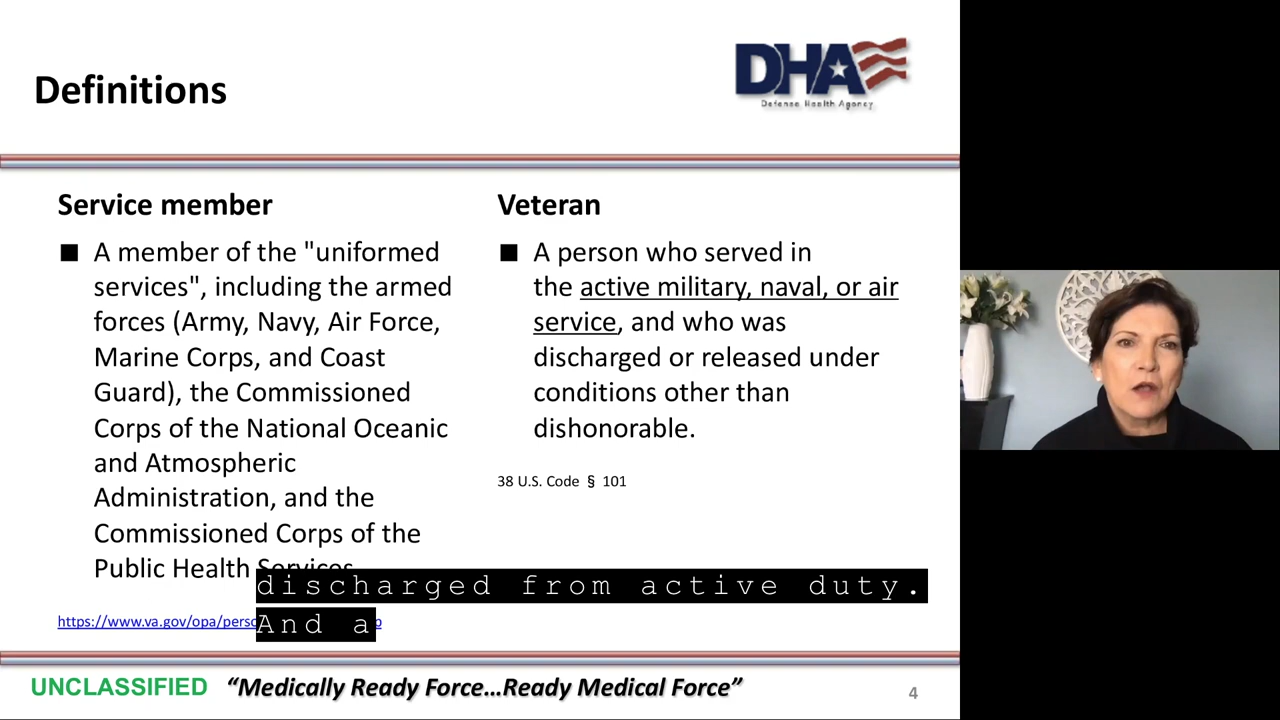 DHA
Defense Health Agency
Definitions
Service member
■ A member of the "uniformed
services", including the armed
forces (Army, Navy, Air Force,
Marine Corps, and Coast
Guard), the Commissioned
Corps of the National Oceanic
and Atmospheric
Administration, and the
Commissioned Corps of the
Public Health Services
https://www.va.gov/opa/perso
Veteran
■ A person who served in
the active military, naval, or air
service, and who was
discharged or released under
conditions other than
dishonorable.
38 U.S. Code § 101
discharged from active duty.
And a
UNCLASSIFIED
“Medically Ready Force…Ready Medical Force”
4